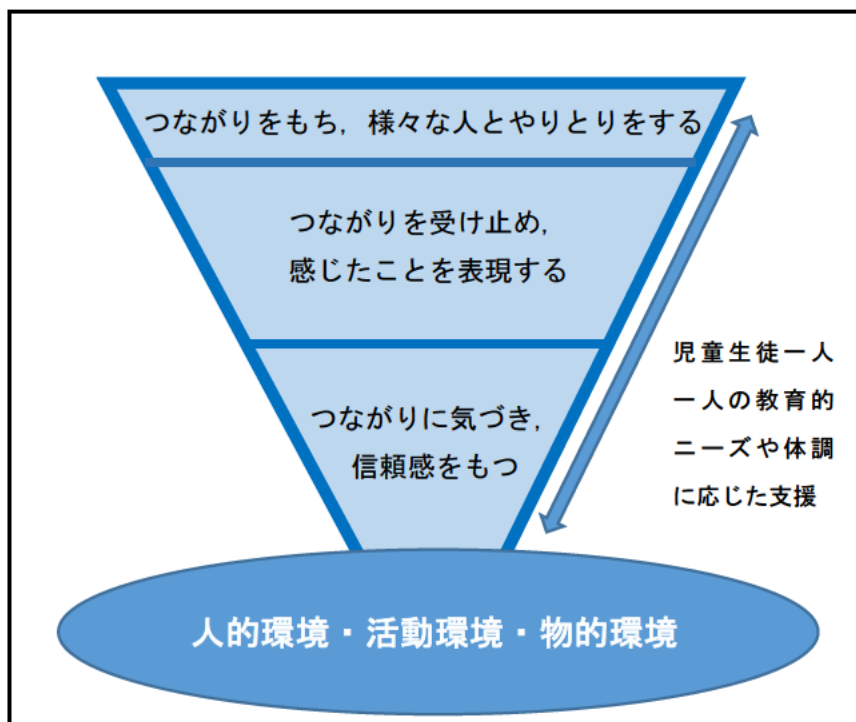 つながりをもち，様々な人とやりとりをする
つながりを受け止め，
感じたことを表現する
つながりに気づき，
信頼感をもつ
児童生徒一人
一人の教育的
ニーズや体調
に応じた支援
人的環境・活動環境・物的環境